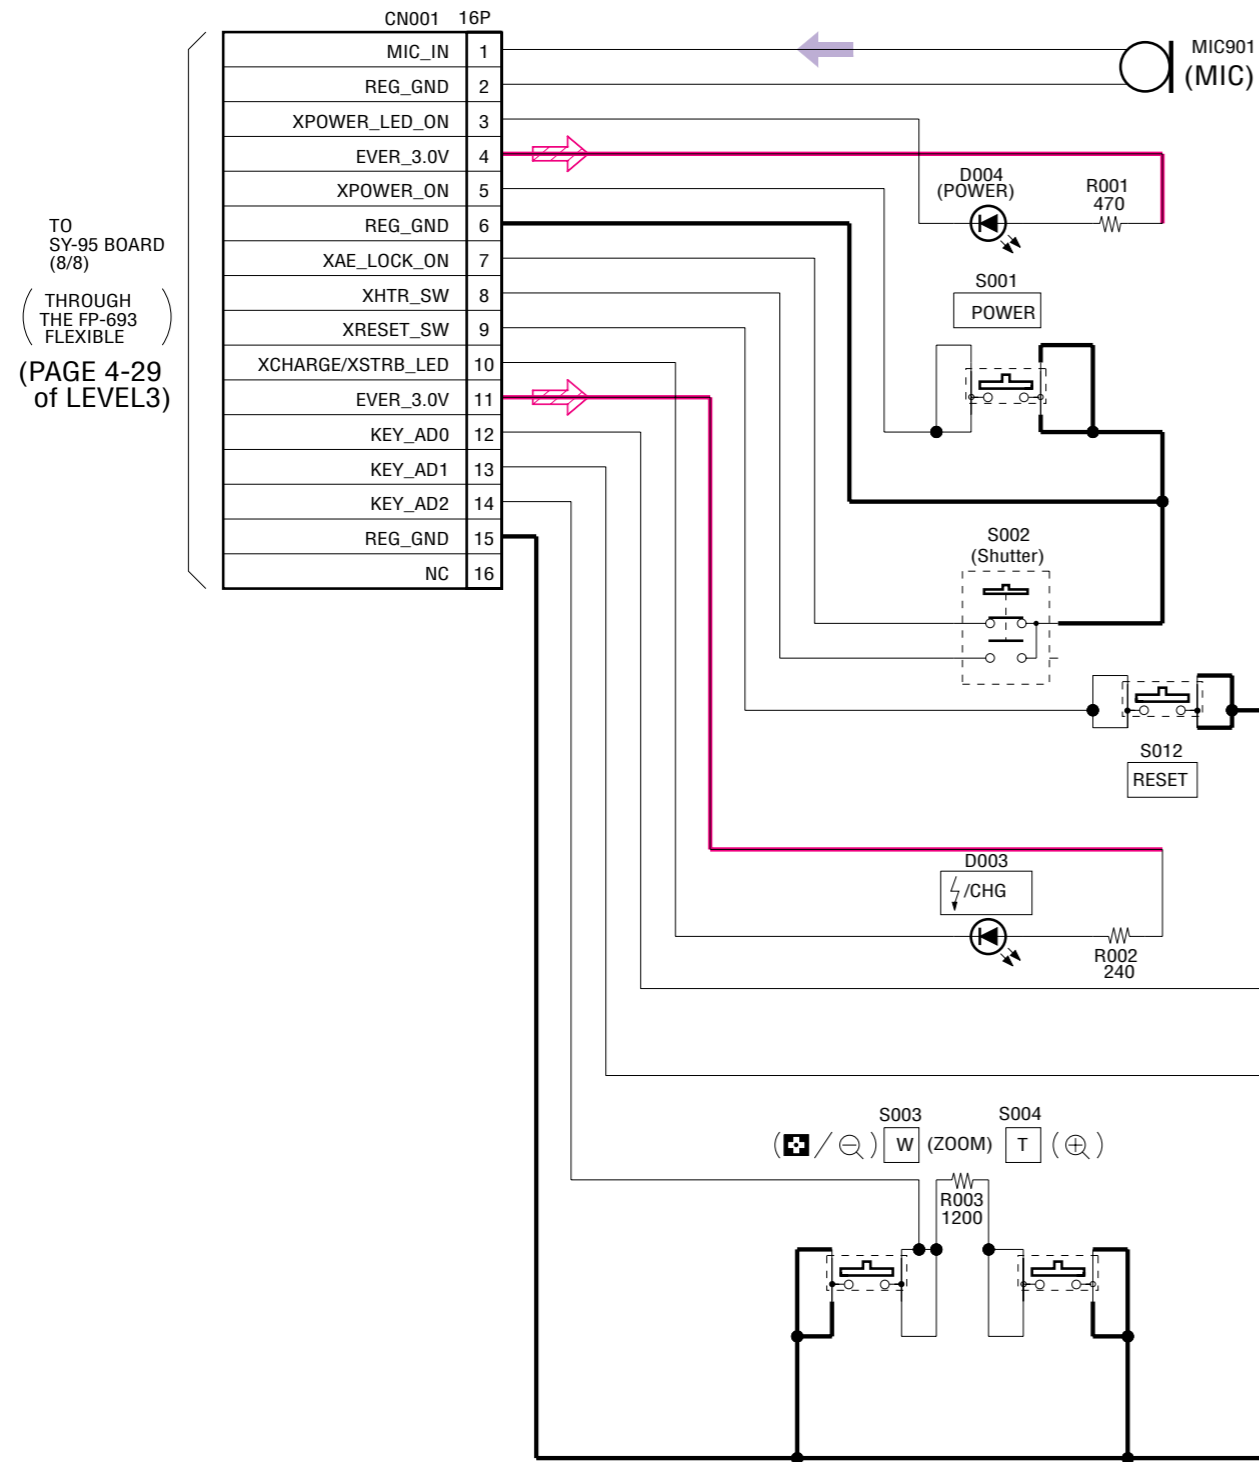 CN001 16P
MIC_IN 1
REG_GND 2
XPOWER_LED_ON 3
EVER_3.0V 4
XPOWER_ON 5
REG_GND 6
XAE_LOCK_ON 7
XHTR_SW 8
XRESET_SW 9
XCHARGE/XSTRB_LED 10
EVER_3.0V 11
KEY_AD0 12
KEY_AD1 13
KEY_AD2 14
REG_GND 15
NC 16
TO
SY-95 BOARD
(8/8)
(THROUGH
THE FP-693
FLEXIBLE)
(PAGE 4-29
of LEVEL3)
MIC901
(MIC)
D004
(POWER)
R001
470
S001
POWER
S002
(Shutter)
S012
RESET
D003
/CHG
R002
240
S003
W
(ZOOM)
S004
T
R003
1200